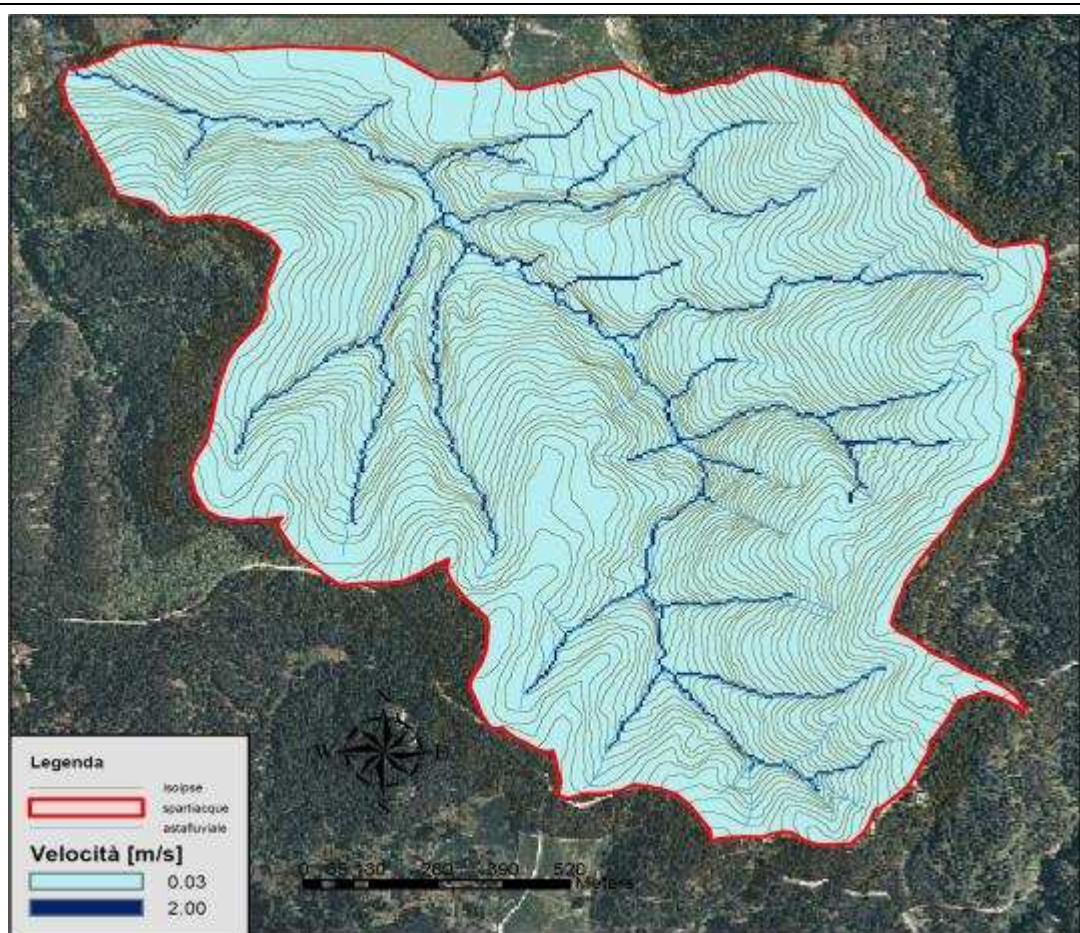 Legenda
isoipse
spartiacque
astafluviale
Velocità [m/s]
0.03
2.00
0 65 130 260 390 520
Meters
W E